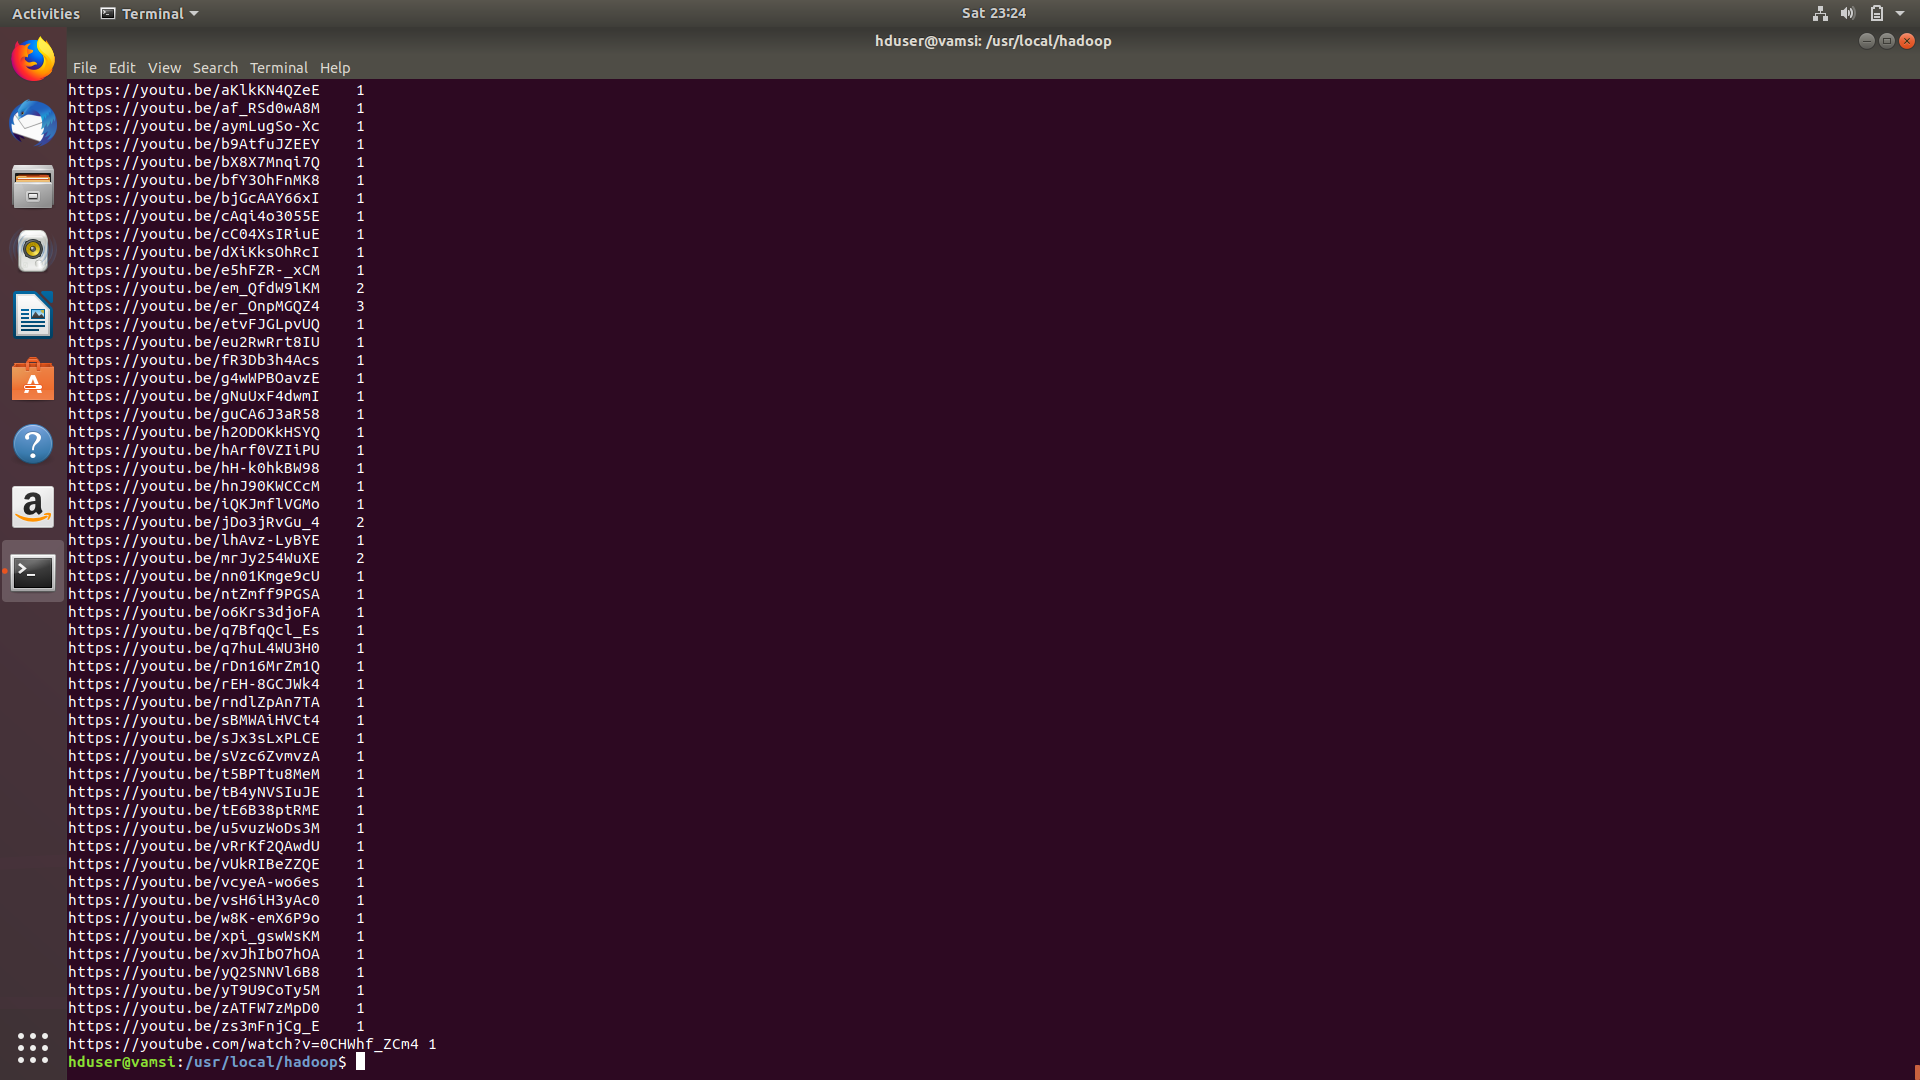 Activities Terminal Sat 23:24
hduser@vamsi: /usr/local/hadoop
File Edit View Search Terminal Help
https://youtu.be/aKlkKN4QZeE 1
https://youtu.be/af_RSd0wA8M 1
https://youtu.be/aymLugSo-Xc 1
https://youtu.be/b9AtfuJZEEY 1
https://youtu.be/bX8X7Mnqi7Q 1
https://youtu.be/bfY3OhFnMK8 1
https://youtu.be/bjGcAAY66xI 1
https://youtu.be/cAqi4o3055E 1
https://youtu.be/cC04XsIRiuE 1
https://youtu.be/dXiKksOhRcI 1
https://youtu.be/e5hFZR-_xCM 1
https://youtu.be/em_QfdW9lKM 2
https://youtu.be/er_OnpMGQZ4 3
https://youtu.be/etvFJGLpvUQ 1
https://youtu.be/eu2RwRrt8IU 1
https://youtu.be/fR3Db3h4Acs 1
https://youtu.be/g4wWPBOavzE 1
https://youtu.be/gNuUxF4dwmI 1
https://youtu.be/guCA6J3aR58 1
https://youtu.be/h2ODOKkHSYQ 1
https://youtu.be/hArf0VZIiPU 1
https://youtu.be/hH-k0hkBW98 1
https://youtu.be/hnJ90KWCCcM 1
https://youtu.be/iQKJmflVGMo 1
https://youtu.be/jDo3jRvGu_4 2
https://youtu.be/lhAvz-LyBYE 1
https://youtu.be/mrJy254WuXE 2
https://youtu.be/nn01Kmge9cU 1
https://youtu.be/ntZmff9PGSA 1
https://youtu.be/o6Krs3djoFA 1
https://youtu.be/q7BfqQcl_Es 1
https://youtu.be/q7huL4WU3H0 1
https://youtu.be/rDn16MrZm1Q 1
https://youtu.be/rEH-8GCJWk4 1
https://youtu.be/rndlZpAn7TA 1
https://youtu.be/sBMWAiHVCt4 1
https://youtu.be/sJx3sLxPLCE 1
https://youtu.be/sVzc6ZvmvzA 1
https://youtu.be/t5BPTtu8MeM 1
https://youtu.be/tB4yNVSIuJE 1
https://youtu.be/tE6B38ptRME 1
https://youtu.be/u5vuzWoDs3M 1
https://youtu.be/vRrKf2QAwdU 1
https://youtu.be/vUkRIBeZZQE 1
https://youtu.be/vcyeA-wo6es 1
https://youtu.be/vsH6iH3yAc0 1
https://youtu.be/w8K-emX6P9o 1
https://youtu.be/xpi_gswWsKM 1
https://youtu.be/xvJhIbO7hOA 1
https://youtu.be/yQ2SNNVl6B8 1
https://youtu.be/yT9U9CoTy5M 1
https://youtu.be/zATFW7zMpD0 1
https://youtu.be/zs3mFnjCg_E 1
https://youtube.com/watch?v=0CHWhf_ZCm4 1
hduser@vamsi:/usr/local/hadoop$